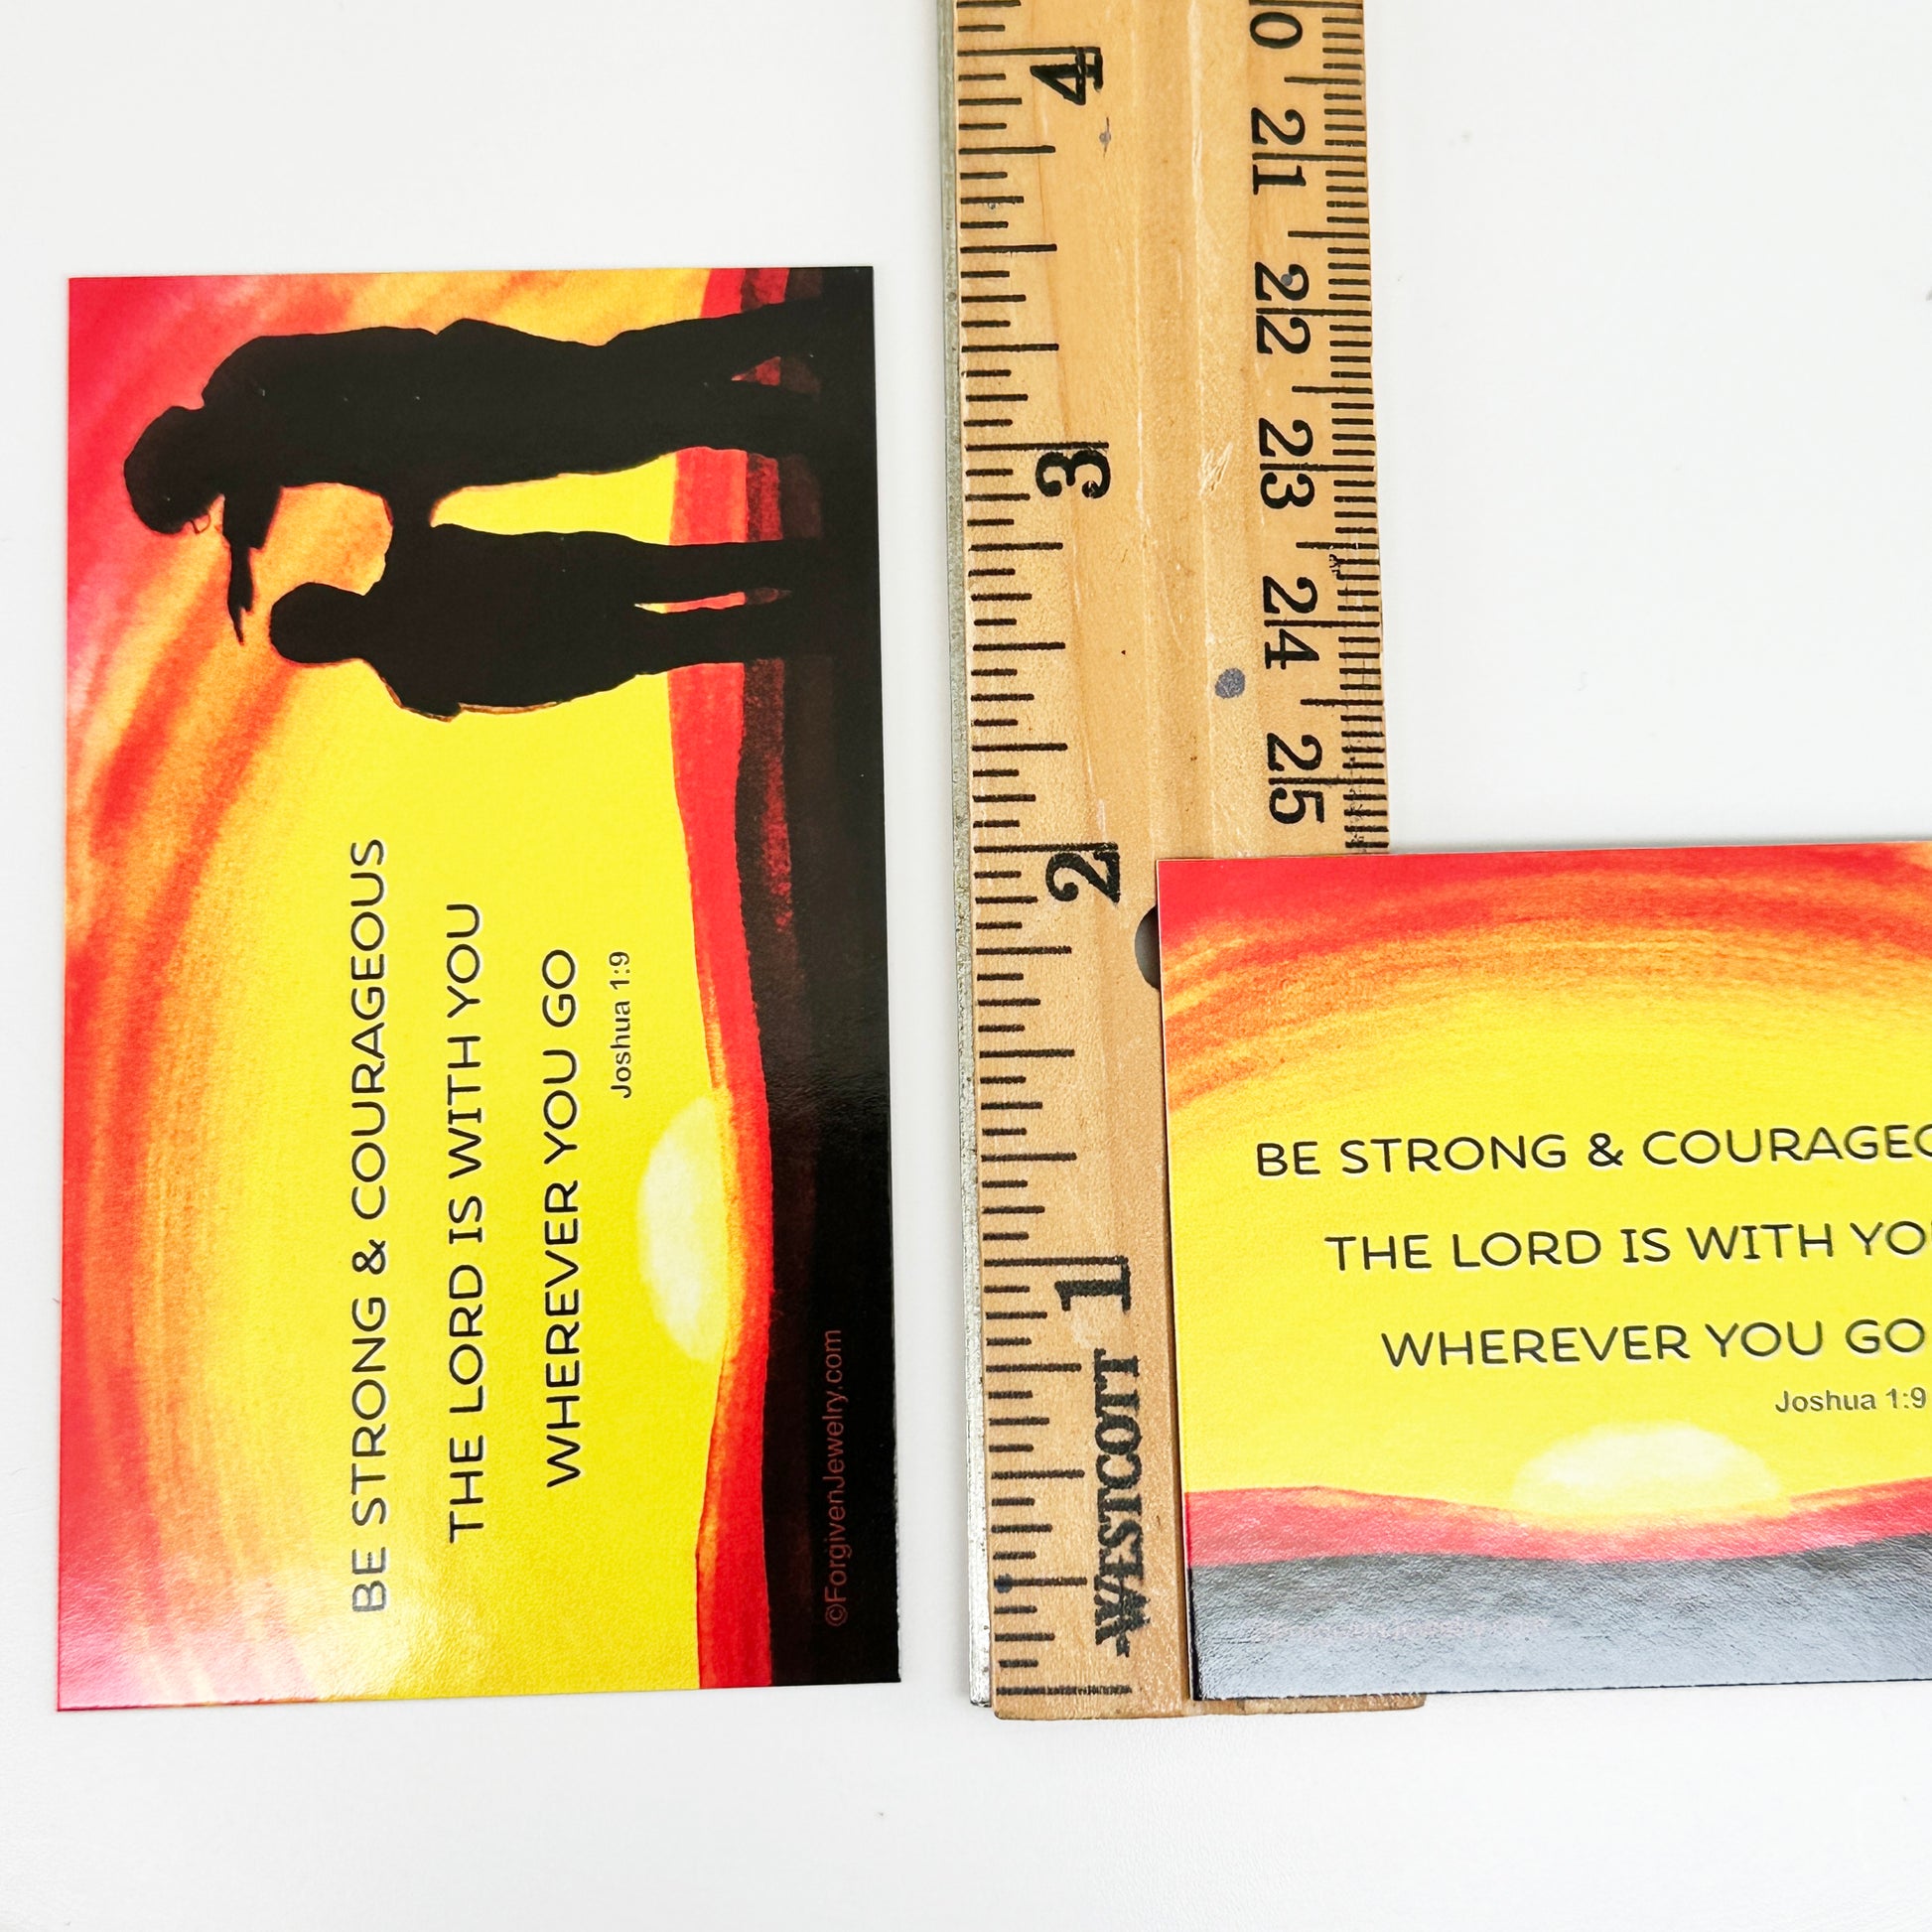 BE STRONG & COURAGEOUS
THE LORD IS WITH YOU
WHEREVER YOU GO
Joshua 1:9
©ForgivenJewelry.com
4
3
2
1
WESTCOTT
0
21
22
23
24
25
BE STRONG & COURAGEO
THE LORD IS WITH YO
WHEREVER YOU GO
Joshua 1:9